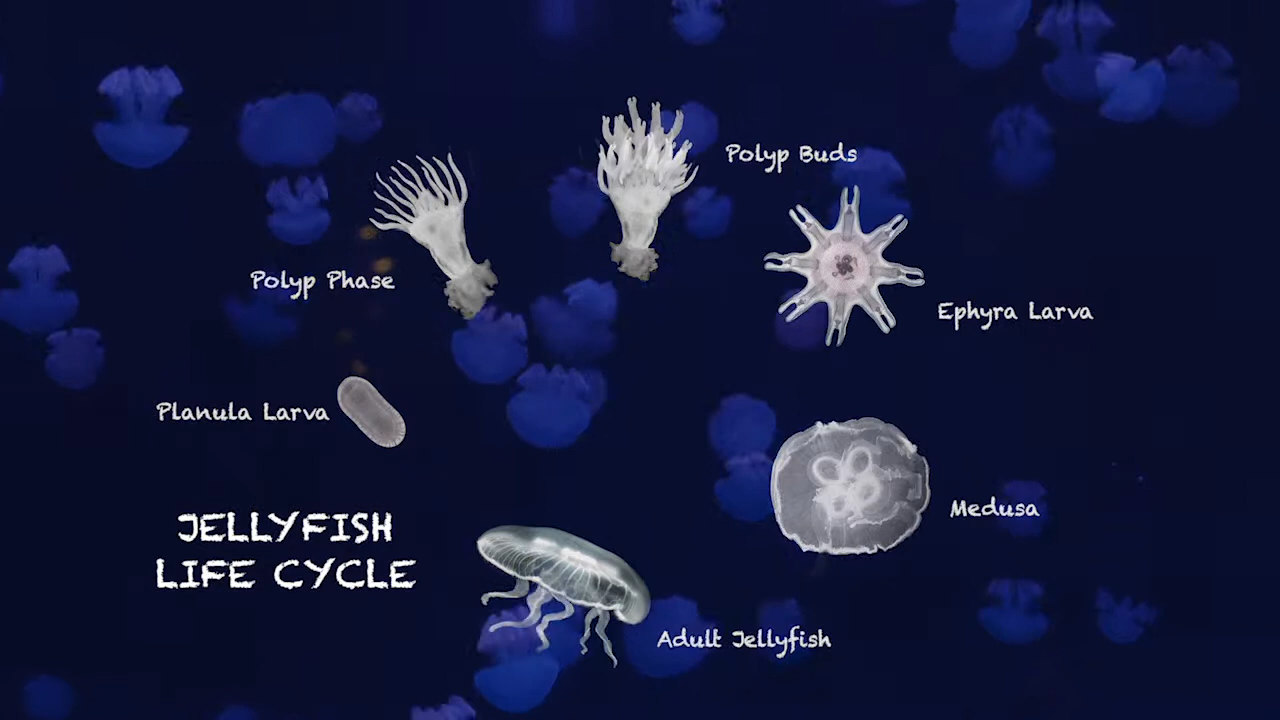 Polyp Buds
Polyp Phase
Ephyra Larva
Planula Larva
Medusa
JELLYFISH
LIFE CYCLE
Adult Jellyfish